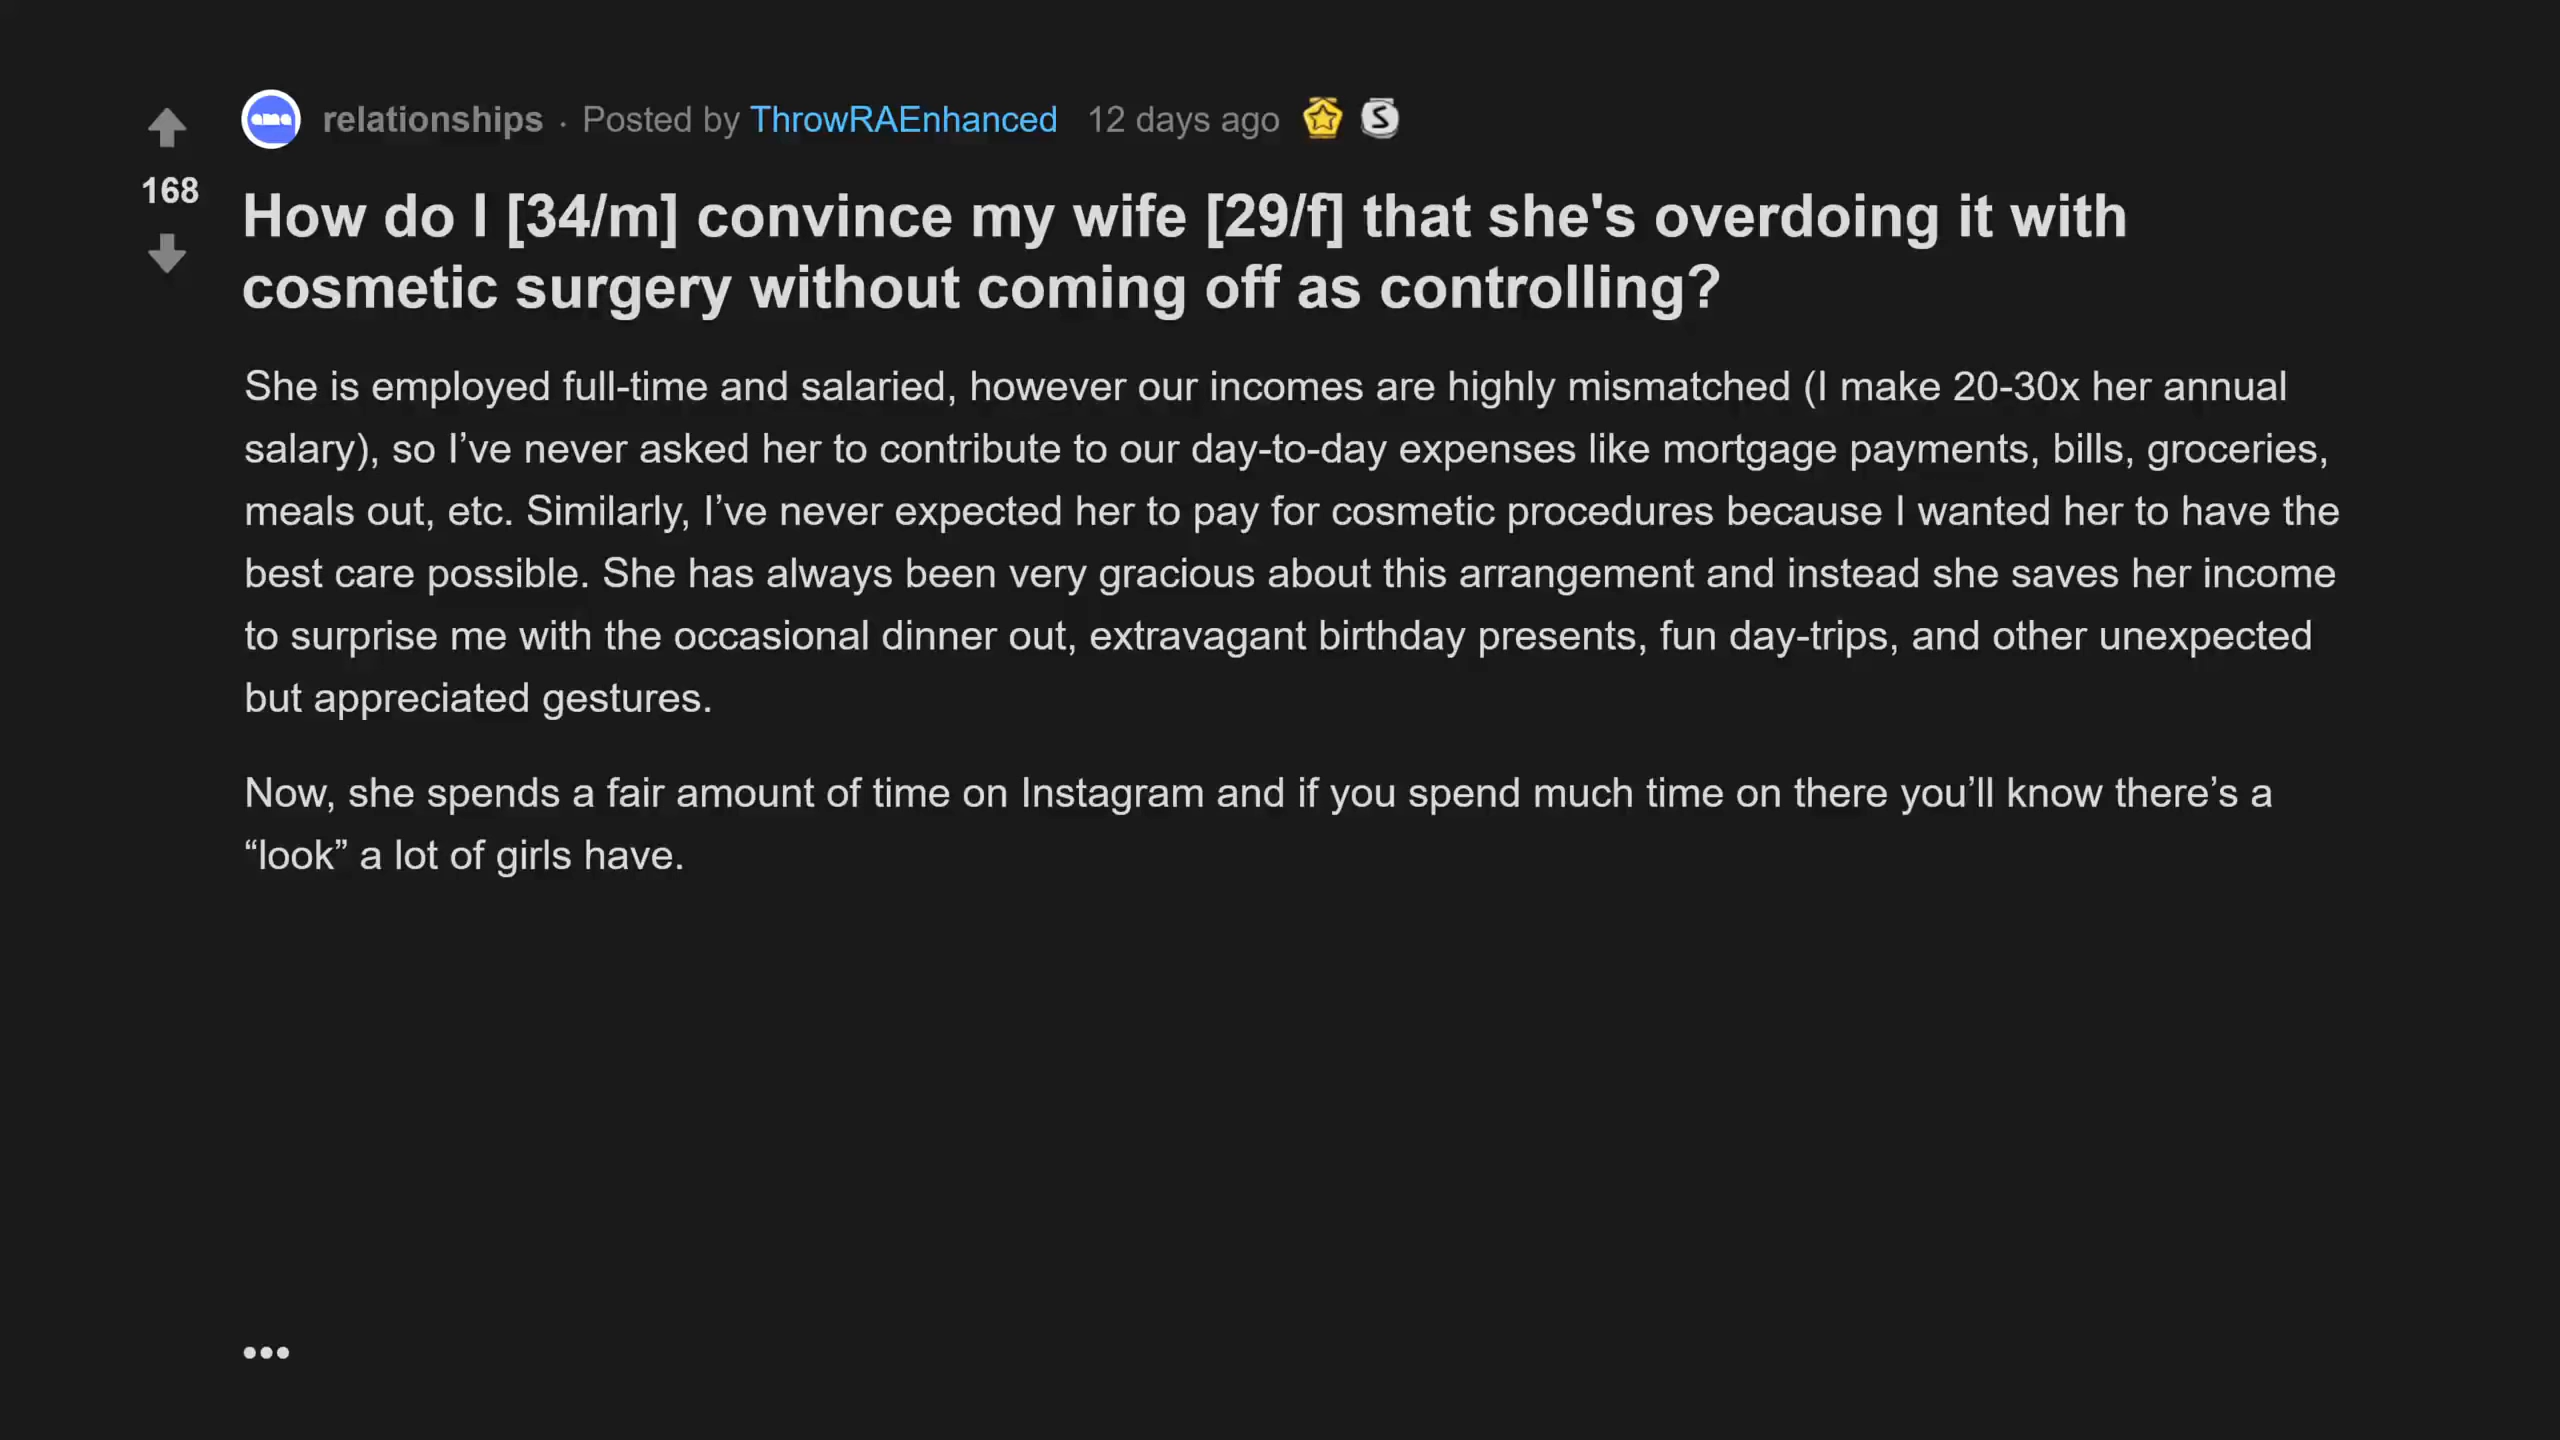 ama relationships · Posted by ThrowRAEnhanced 12 days ago S
168
How do I [34/m] convince my wife [29/f] that she's overdoing it with
cosmetic surgery without coming off as controlling?
She is employed full-time and salaried, however our incomes are highly mismatched (I make 20-30x her annual
salary), so I’ve never asked her to contribute to our day-to-day expenses like mortgage payments, bills, groceries,
meals out, etc. Similarly, I’ve never expected her to pay for cosmetic procedures because I wanted her to have the
best care possible. She has always been very gracious about this arrangement and instead she saves her income
to surprise me with the occasional dinner out, extravagant birthday presents, fun day-trips, and other unexpected
but appreciated gestures.
Now, she spends a fair amount of time on Instagram and if you spend much time on there you’ll know there’s a
“look” a lot of girls have.